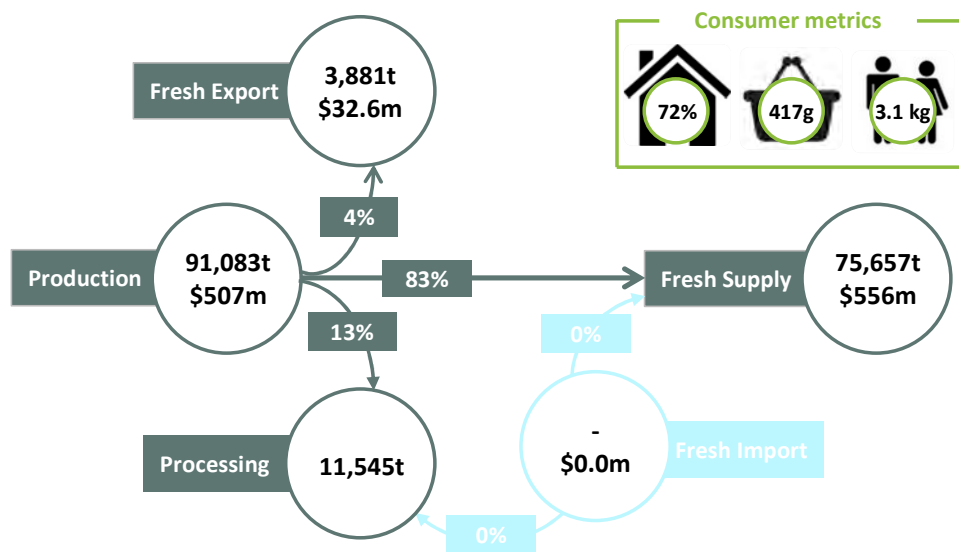 Consumer metrics
72%
417g
3.1 kg
Fresh Export
3,881t
$32.6m
4%
Production
91,083t
$507m
83%
Fresh Supply
75,657t
$556m
13%
0%
Processing
11,545t
-
$0.0m
Fresh Import
0%